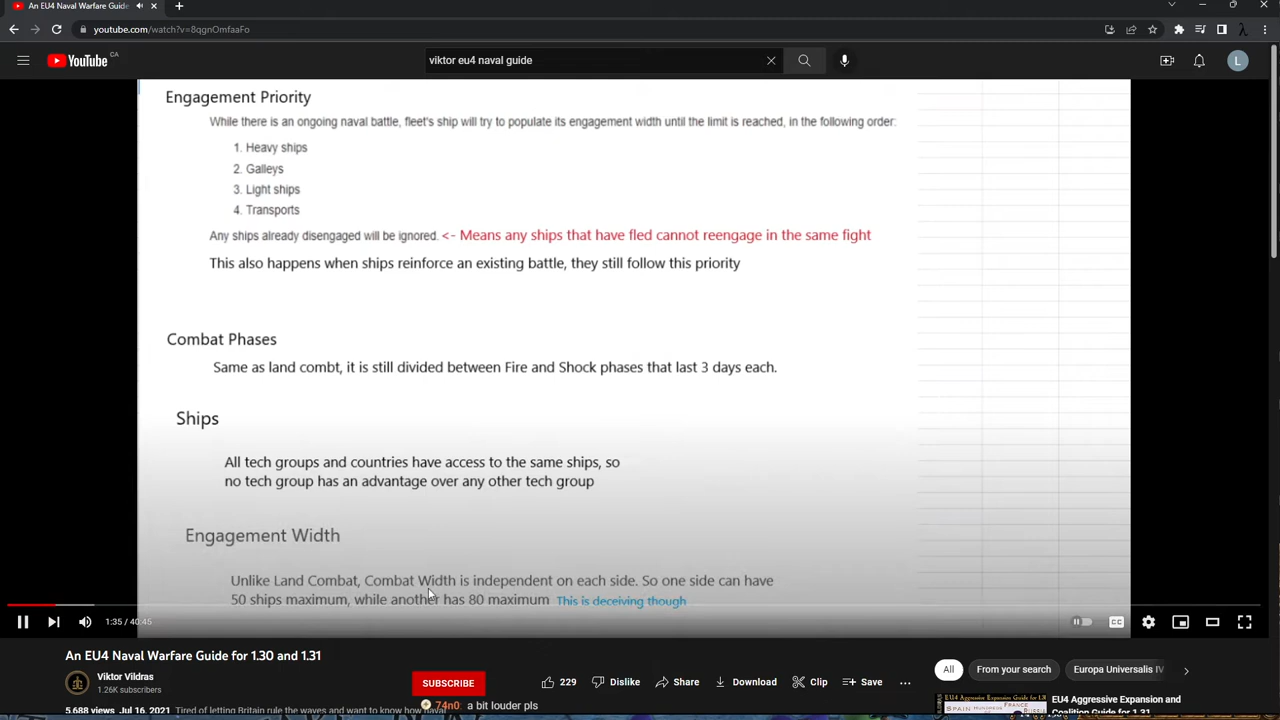 An EU4 Naval Warfare Guide
youtube.com/watch?v=8qgnOmfaaFo
YouTube CA
viktor eu4 naval guide
L
Engagement Priority
While there is an ongoing naval battle, fleet's ship will try to populate its engagement width until the limit is reached, in the following order:
1. Heavy ships
2. Galleys
3. Light ships
4. Transports
Any ships already disengaged will be ignored. <- Means any ships that have fled cannot reengage in the same fight
This also happens when ships reinforce an existing battle, they still follow this priority
Combat Phases
Same as land combt, it is still divided between Fire and Shock phases that last 3 days each.
Ships
All tech groups and countries have access to the same ships, so
no tech group has an advantage over any other tech group
Engagement Width
Unlike Land Combat, Combat Width is independent on each side. So one side can have
50 ships maximum, while another has 80 maximum This is deceiving though
1:35 / 40:45
CC
An EU4 Naval Warfare Guide for 1.30 and 1.31
Viktor Vildras
1.26K subscribers
SUBSCRIBE
229 Dislike Share Download Clip Save
All From your search Europa Universalis IV
EU4 Aggressive Expansion and
Coalition Guide for 1.31
5,688 views Jul 16, 2021 Tired of letting Britain rule the waves and want to know how naval
74n0 a bit louder pls